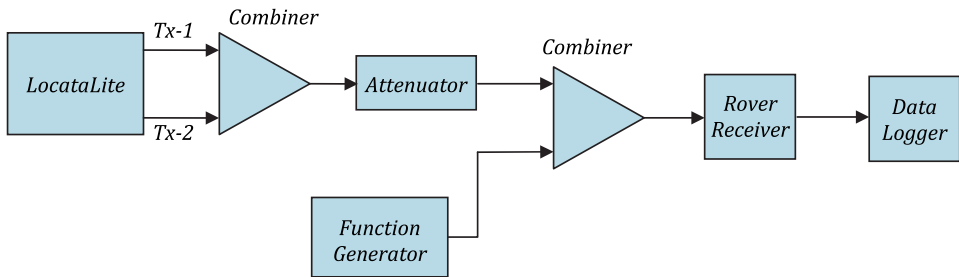 Tx-1
Combiner
LocataLite
Tx-2
Attenuator
Combiner
Rover
Receiver
Data
Logger
Function
Generator